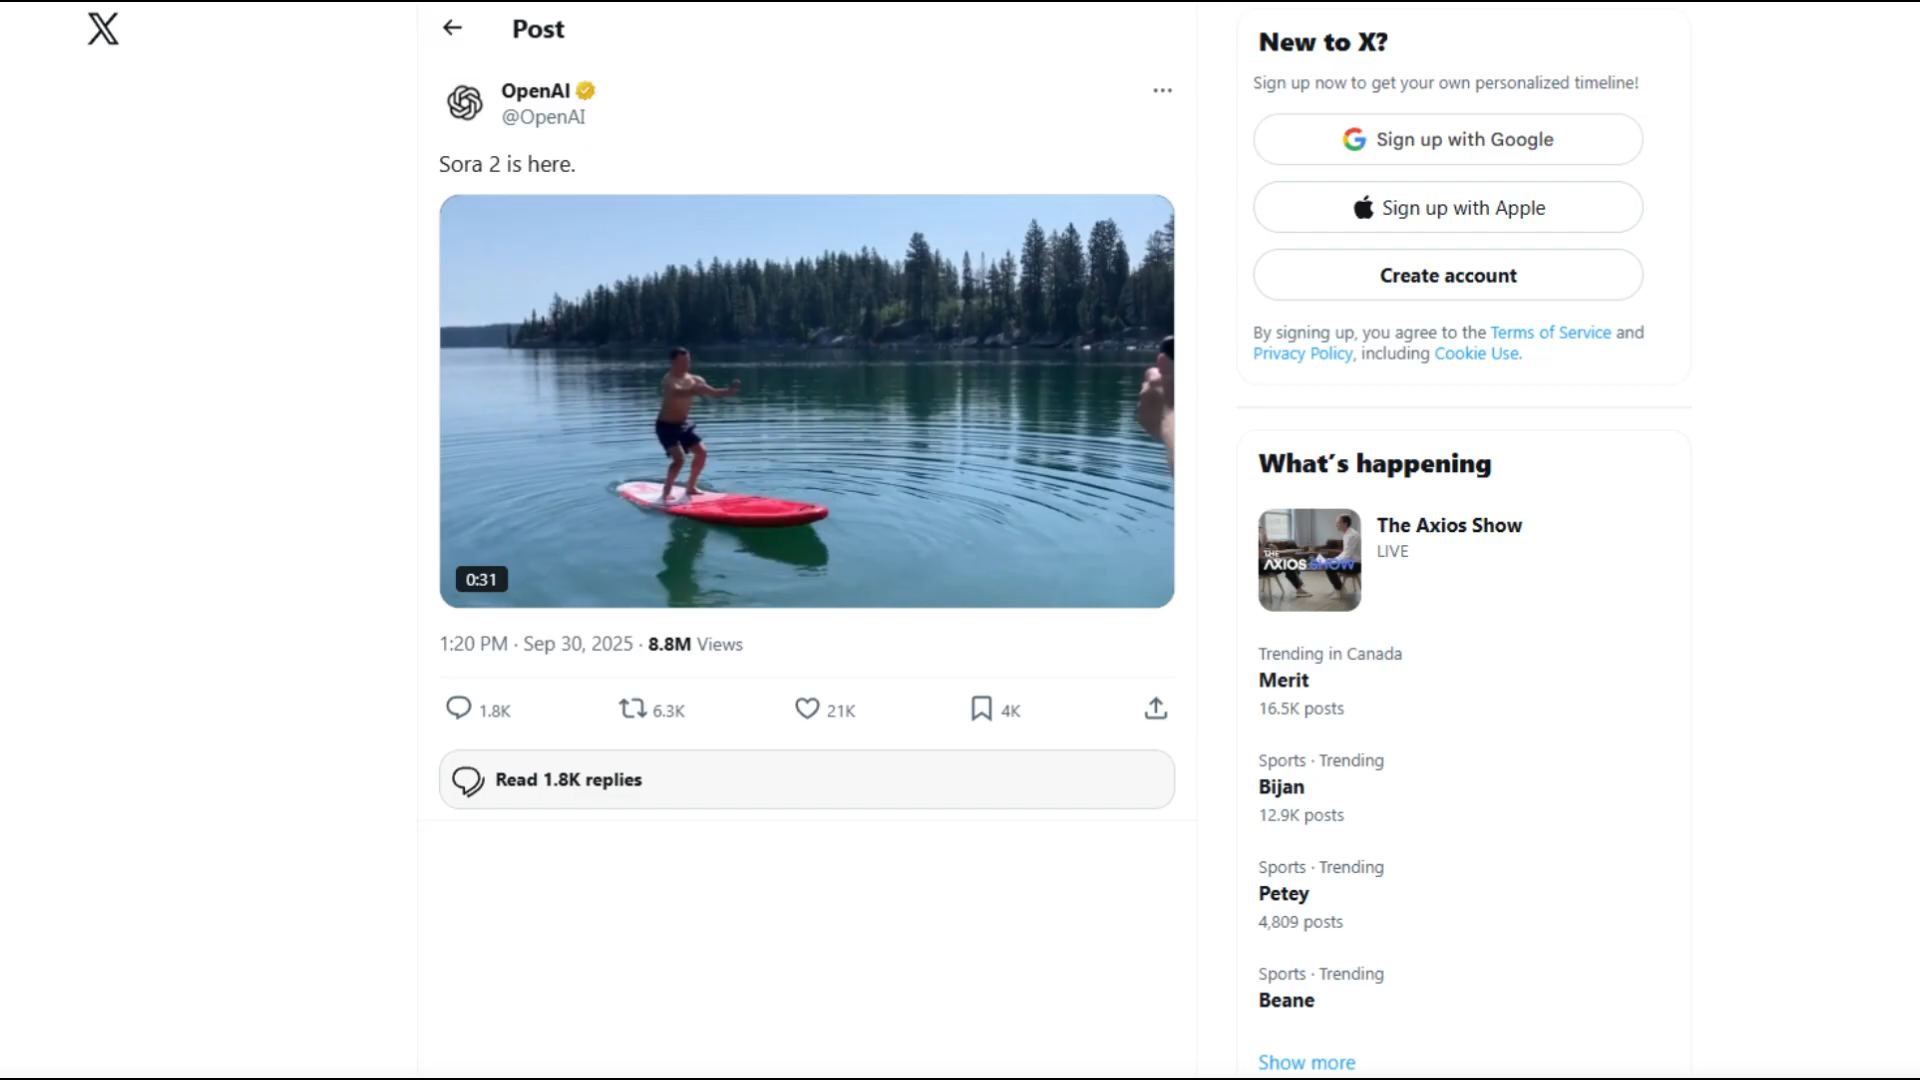 Post
OpenAI
@OpenAI
Sora 2 is here.
0:31
1:20 PM · Sep 30, 2025 · 8.8M Views
1.8K
6.3K
21K
4K
Read 1.8K replies
New to X?
Sign up now to get your own personalized timeline!
Sign up with Google
Sign up with Apple
Create account
By signing up, you agree to the Terms of Service and
Privacy Policy, including Cookie Use.
What's happening
THE
AXIOS SHOW
The Axios Show
LIVE
Trending in Canada
Merit
16.5K posts
Sports · Trending
Bijan
12.9K posts
Sports · Trending
Petey
4,809 posts
Sports · Trending
Beane
Show more